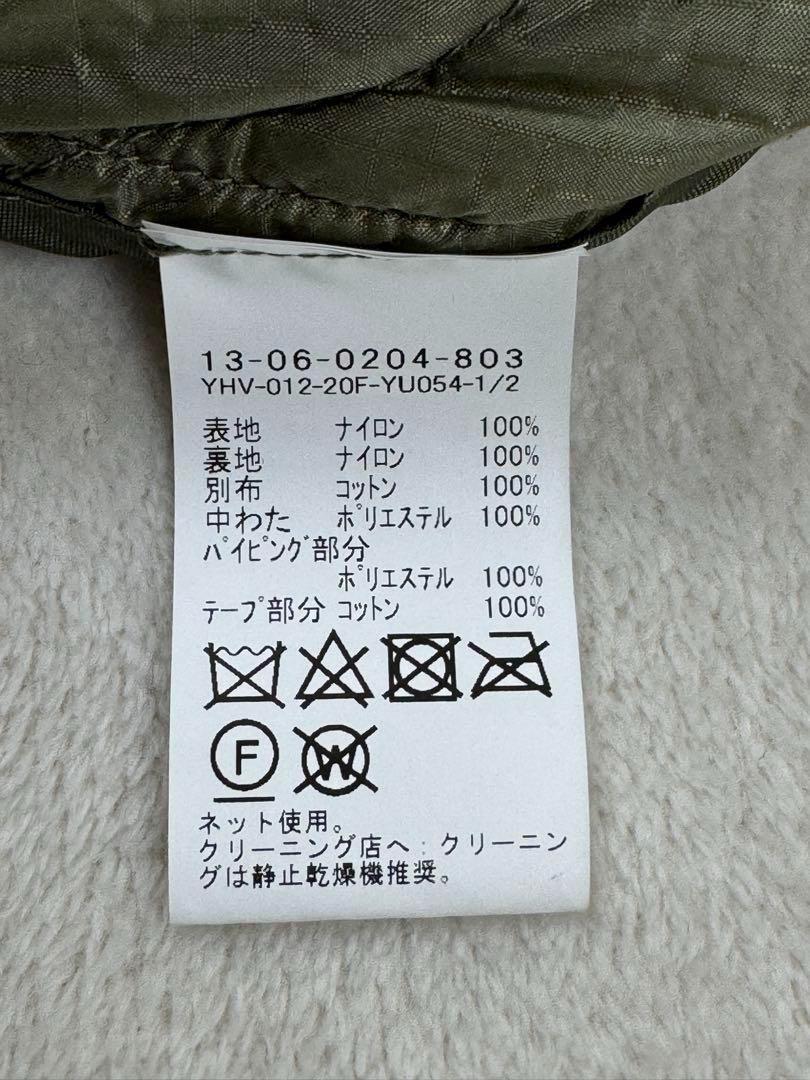 13-06-0204-803
YHV-012-20F-YU054-1/2
表地 ナイロン 100%
裏地 ナイロン 100%
別布 コットン 100%
中わた ポリエステル 100%
パイピング部分
ポリエステル 100%
テープ部分 コットン 100%
F W
ネット使用。
クリーニング店へ:クリーニン
グは静止乾燥機推奨。